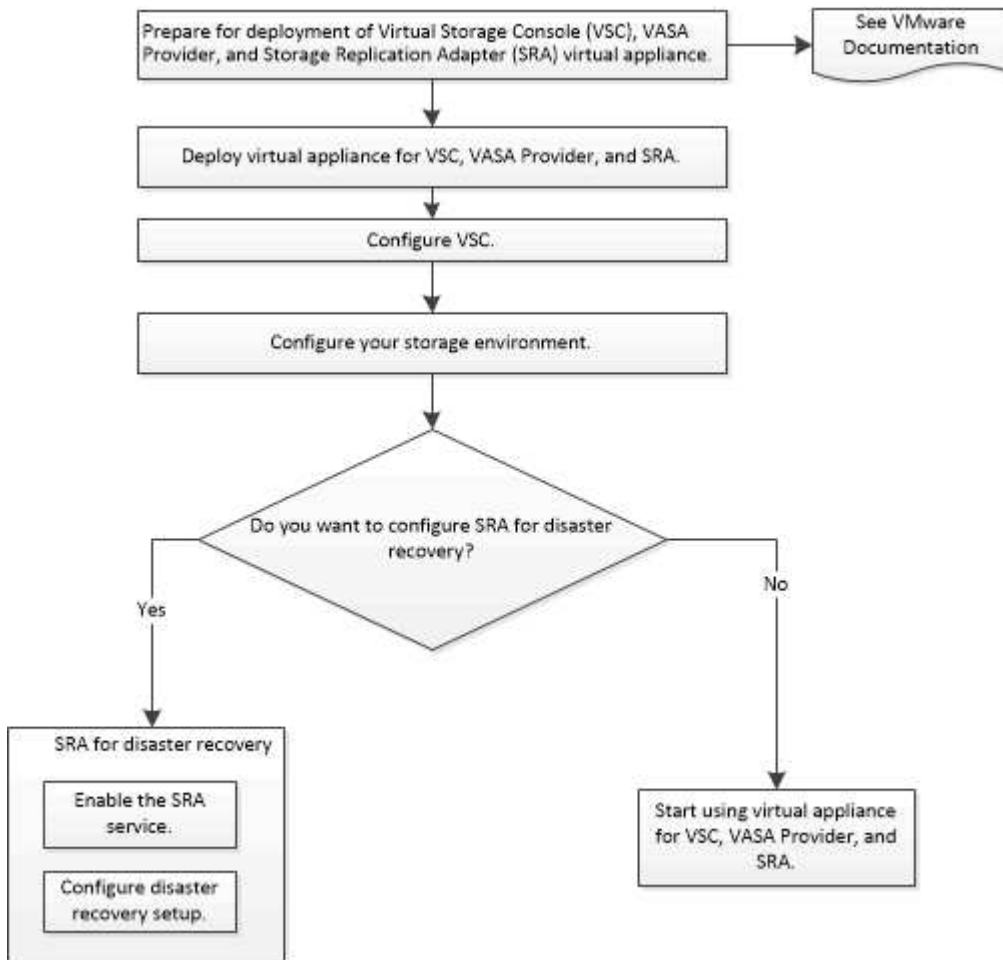 Prepare for deployment of Virtual Storage Console (VSC), VASA
Provider, and Storage Replication Adapter (SRA) virtual appliance.
See VMware
Documentation
Deploy virtual appliance for VSC, VASA Provider, and SRA.
Configure VSC.
Configure your storage environment.
Do you want to configure SRA for disaster
recovery?
Yes
No
SRA for disaster recovery
Enable the SRA
service.
Configure disaster
recovery setup.
Start using virtual appliance
for VSC, VASA Provider, and
SRA.